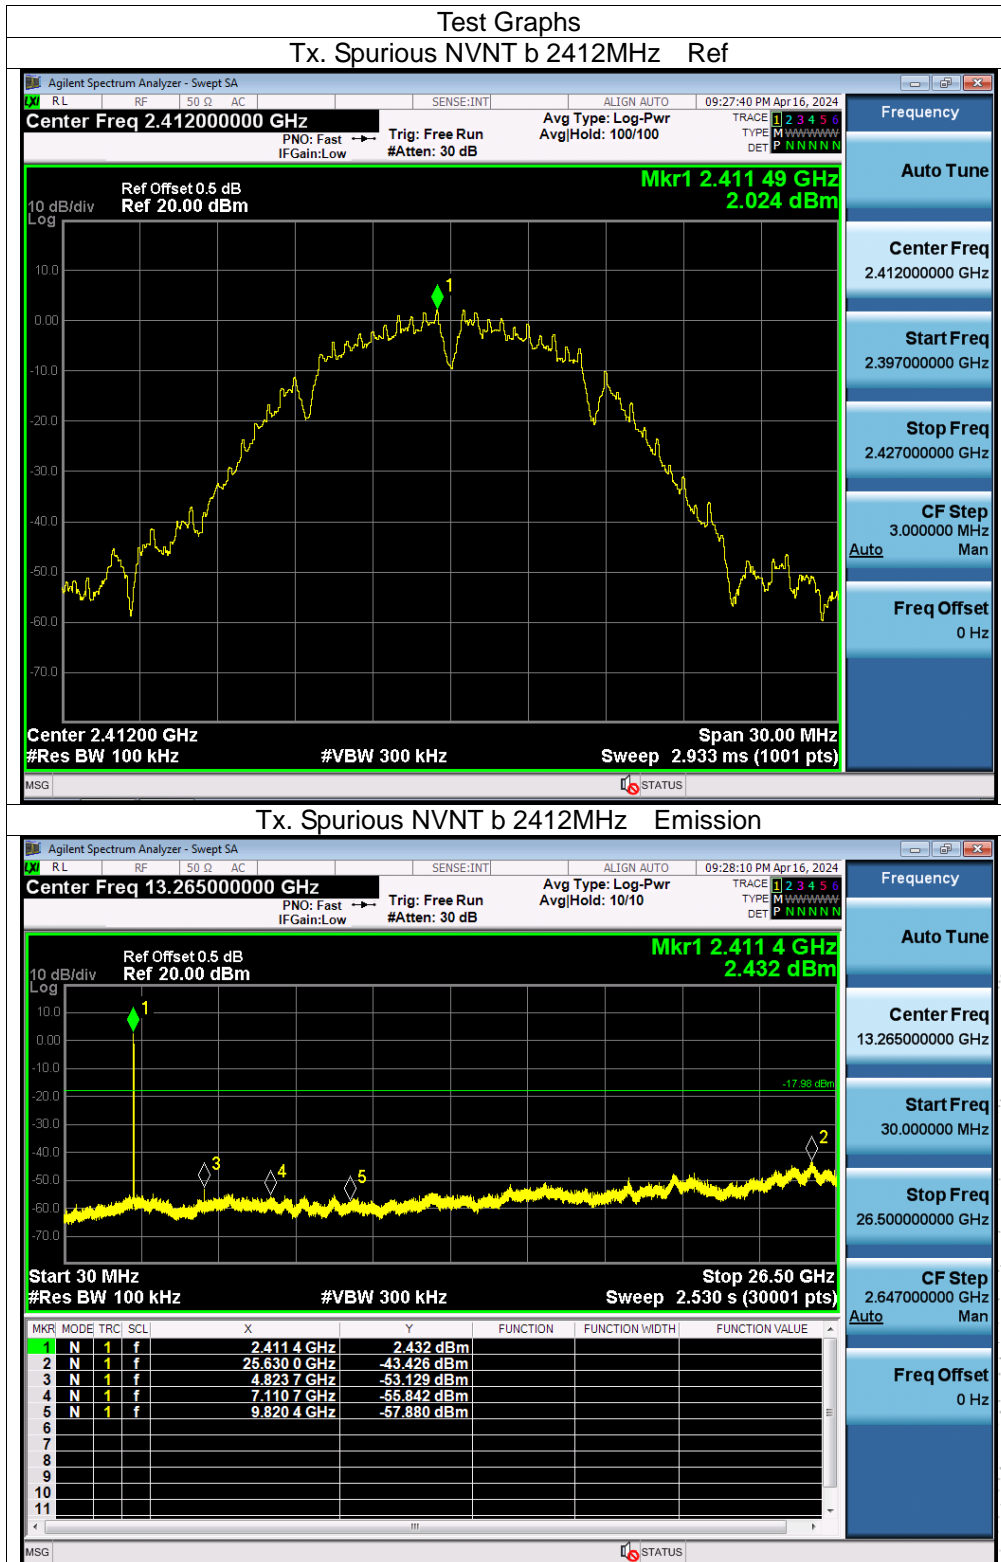 Test Graphs
Tx. Spurious NVNT b 2412MHz Ref
Agilent Spectrum Analyzer - Swept SA
LXI RL RF 50 Ω AC SENSE:INT ALIGN AUTO 09:27:40 PM Apr 16, 2024
Center Freq 2.412000000 GHz
PNO: Fast
IFGain:Low
Trig: Free Run
#Atten: 30 dB
Avg Type: Log-Pwr
Avg|Hold: 100/100
TRACE 1 2 3 4 5 6
TYPE M WWWWW
DET P N N N N N
Frequency
Auto Tune
Center Freq
2.412000000 GHz
Start Freq
2.397000000 GHz
Stop Freq
2.427000000 GHz
CF Step
3.000000 MHz
Auto Man
Freq Offset
0 Hz
Mkr1 2.411 49 GHz
2.024 dBm
Ref Offset 0.5 dB
10 dB/div Ref 20.00 dBm
Log
1
10.0
0.00
-10.0
-20.0
-30.0
-40.0
-50.0
-60.0
-70.0
Center 2.41200 GHz Span 30.00 MHz
#Res BW 100 kHz #VBW 300 kHz Sweep 2.933 ms (1001 pts)
MSG STATUS
Tx. Spurious NVNT b 2412MHz Emission
Agilent Spectrum Analyzer - Swept SA
LXI RL RF 50 Ω AC SENSE:INT ALIGN AUTO 09:28:10 PM Apr 16, 2024
Center Freq 13.265000000 GHz
PNO: Fast
IFGain:Low
Trig: Free Run
#Atten: 30 dB
Avg Type: Log-Pwr
Avg|Hold: 10/10
TRACE 1 2 3 4 5 6
TYPE M WWWWW
DET P N N N N N
Frequency
Auto Tune
Center Freq
13.265000000 GHz
Start Freq
30.000000 MHz
Stop Freq
26.500000000 GHz
CF Step
2.647000000 GHz
Auto Man
Freq Offset
0 Hz
Mkr1 2.411 4 GHz
2.432 dBm
Ref Offset 0.5 dB
10 dB/div Ref 20.00 dBm
Log
1
10.0
0.00
-10.0
-17.98 dBm
-20.0
-30.0
2
-40.0
3
4
5
-50.0
-60.0
-70.0
Start 30 MHz Stop 26.50 GHz
#Res BW 100 kHz #VBW 300 kHz Sweep 2.530 s (30001 pts)
MKR MODE TRC SCL X Y FUNCTION FUNCTION WIDTH FUNCTION VALUE
1 N 1 f 2.411 4 GHz 2.432 dBm
2 N 1 f 25.630 0 GHz -43.426 dBm
3 N 1 f 4.823 7 GHz -53.129 dBm
4 N 1 f 7.110 7 GHz -55.842 dBm
5 N 1 f 9.820 4 GHz -57.880 dBm
6
7
8
9
10
11
MSG STATUS